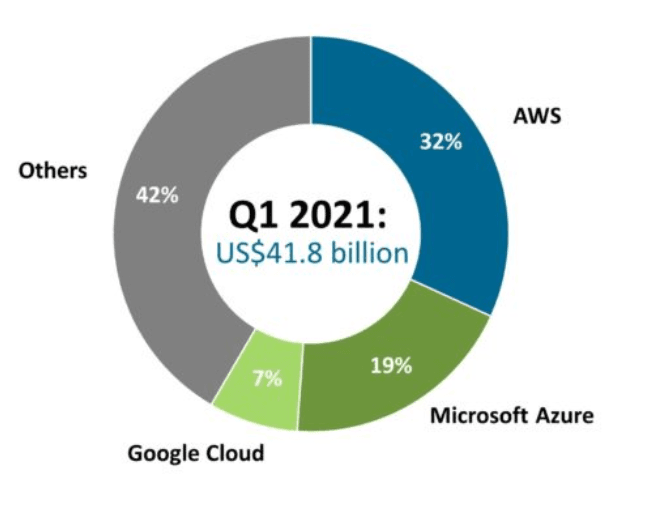 AWS
32%
Others
42%
Q1 2021:
US$41.8 billion
19%
7%
Microsoft Azure
Google Cloud